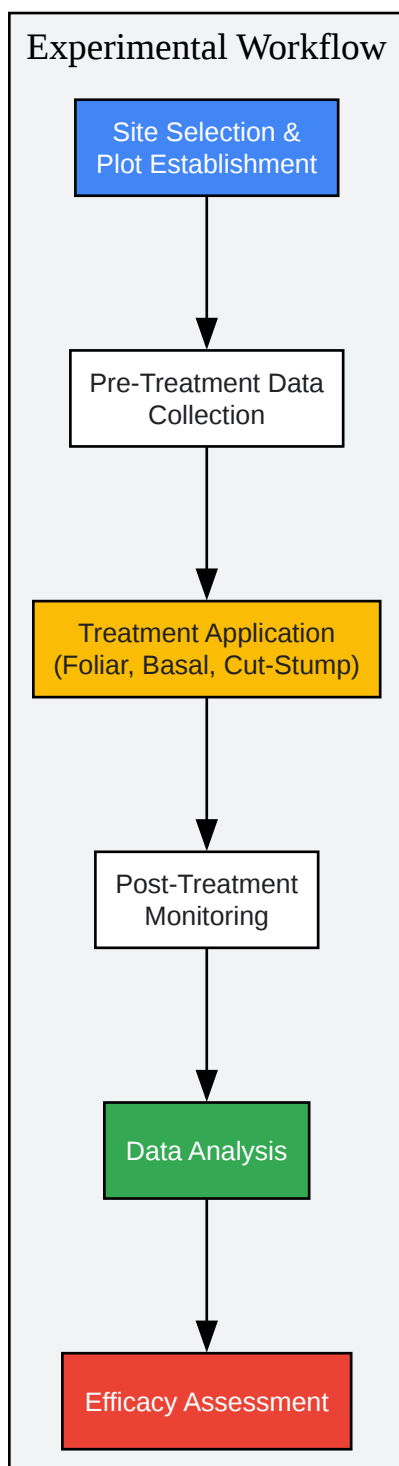 Experimental Workflow
Site Selection &
Plot Establishment
Pre-Treatment Data
Collection
Treatment Application
(Foliar, Basal, Cut-Stump)
Post-Treatment
Monitoring
Data Analysis
Efficacy Assessment